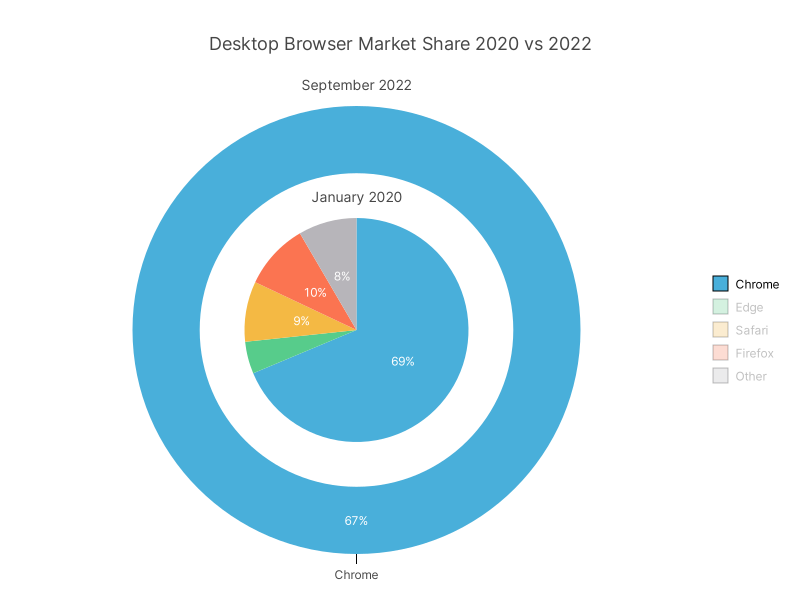 Desktop Browser Market Share 2020 vs 2022
September 2022
January 2020
8%
10%
9%
69%
67%
Chrome
Chrome
Edge
Safari
Firefox
Other